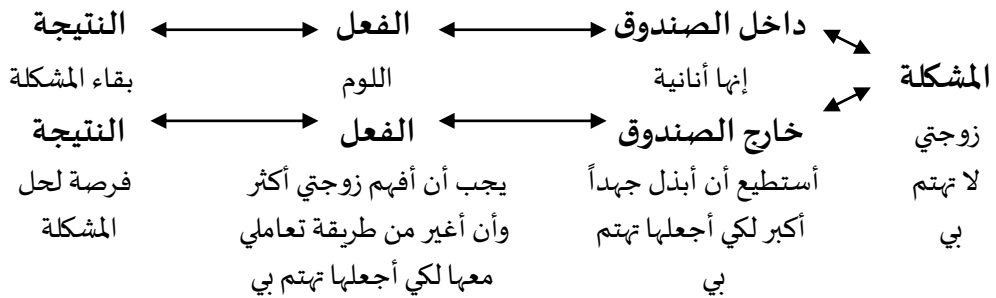 المشكلة
زوجتي
لا تهتم
بي
داخل الصندوق
إنها أنانية
الفعل
اللوم
النتيجة
بقاء المشكلة
خارج الصندوق
أستطيع أن أبذل جهداً
أكبر لكي أجعلها تهتم
بي
الفعل
يجب أن أفهم زوجتي أكثر
وأن أغير من طريقة تعاملي
معها لكي أجعلها تهتم بي
النتيجة
فرصة لحل
المشكلة